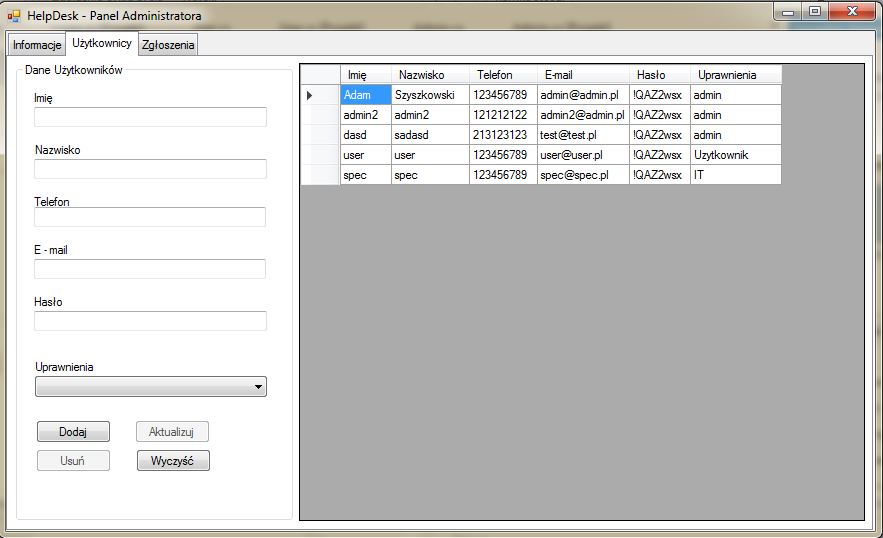 HelpDesk - Panel Administratora
Informacje Użytkownicy Zgłoszenia
Dane Użytkowników
Imię
Nazwisko
Telefon
E - mail
Hasło
Uprawnienia
Dodaj Aktualizuj
Usuń Wyczyść
Imię Nazwisko Telefon E-mail Hasło Uprawnienia
Adam Szyszkowski 123456789 admin@admin.pl !QAZ2wsx admin
admin2 admin2 121212122 admin2@admin.pl !QAZ2wsx admin
dasd sadasd 213123123 test@test.pl !QAZ2wsx admin
user user 123456789 user@user.pl !QAZ2wsx Uzytkownik
spec spec 123456789 spec@spec.pl !QAZ2wsx IT